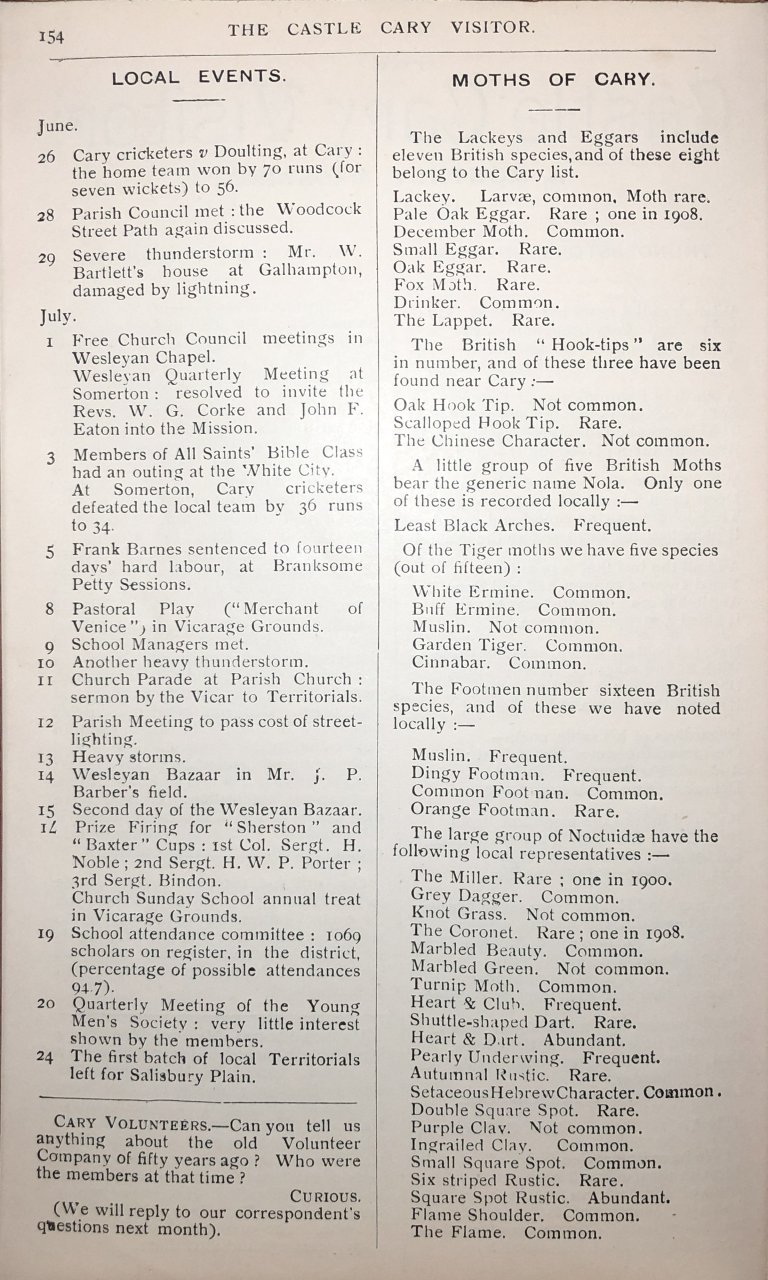 154
THE CASTLE CARY VISITOR.
LOCAL EVENTS.
June.
26 Cary cricketers v Doulting, at Cary :
the home team won by 70 runs (for
seven wickets) to 56.
28 Parish Council met : the Woodcock
Street Path again discussed.
29 Severe thunderstorm : Mr. W.
Bartlett's house at Galhampton,
damaged by lightning.
July.
1 Free Church Council meetings in
Wesleyan Chapel.
Wesleyan Quarterly Meeting at
Somerton : resolved to invite the
Revs. W. G. Corke and John F.
Eaton into the Mission.
3 Members of All Saints' Bible Class
had an outing at the White City.
At Somerton, Cary cricketers
defeated the local team by 36 runs
to 34.
5 Frank Barnes sentenced to fourteen
days' hard labour, at Branksome
Petty Sessions.
8 Pastoral Play ("Merchant of
Venice") in Vicarage Grounds.
9 School Managers met.
10 Another heavy thunderstorm.
11 Church Parade at Parish Church :
sermon by the Vicar to Territorials.
12 Parish Meeting to pass cost of street-
lighting.
13 Heavy storms.
14 Wesleyan Bazaar in Mr. J. P.
Barber's field.
15 Second day of the Wesleyan Bazaar.
Prize Firing for "Sherston" and
"Baxter" Cups : 1st Col. Sergt. H.
Noble ; 2nd Sergt. H. W. P. Porter ;
3rd Sergt. Bindon.
Church Sunday School annual treat
in Vicarage Grounds.
19 School attendance committee : 1069
scholars on register, in the district,
(percentage of possible attendances
94.7).
20 Quarterly Meeting of the Young
Men's Society : very little interest
shown by the members.
24 The first batch of local Territorials
left for Salisbury Plain.
CARY VOLUNTEERS.—Can you tell us
anything about the old Volunteer
Company of fifty years ago ? Who were
the members at that time ?
CURIOUS.
(We will reply to our correspondent's
questions next month).
MOTHS OF CARY.
The Lackeys and Eggars include
eleven British species, and of these eight
belong to the Cary list.
Lackey. Larvæ, common, Moth rare.
Pale Oak Eggar. Rare ; one in 1908.
December Moth. Common.
Small Eggar. Rare.
Oak Eggar. Rare.
Fox Moth. Rare.
Drinker. Common.
The Lappet. Rare.
The British "Hook-tips" are six
in number, and of these three have been
found near Cary :—
Oak Hook Tip. Not common.
Scalloped Hook Tip. Rare.
The Chinese Character. Not common.
A little group of five British Moths
bear the generic name Nola. Only one
of these is recorded locally :—
Least Black Arches. Frequent.
Of the Tiger moths we have five species
(out of fifteen) :
White Ermine. Common.
Buff Ermine. Common.
Muslin. Not common.
Garden Tiger. Common.
Cinnabar. Common.
The Footmen number sixteen British
species, and of these we have noted
locally :—
Muslin. Frequent.
Dingy Footman. Frequent.
Common Footman. Common.
Orange Footman. Rare.
The large group of Noctuidæ have the
following local representatives :—
The Miller. Rare ; one in 1900.
Grey Dagger. Common.
Knot Grass. Not common.
The Coronet. Rare ; one in 1908.
Marbled Beauty. Common.
Marbled Green. Not common.
Turnip Moth. Common.
Heart & Club. Frequent.
Shuttle-shaped Dart. Rare.
Heart & Dart. Abundant.
Pearly Underwing. Frequent.
Autumnal Rustic. Rare.
Setaceous Hebrew Character. Common.
Double Square Spot. Rare.
Purple Clay. Not common.
Ingrailed Clay. Common.
Small Square Spot. Common.
Six striped Rustic. Rare.
Square Spot Rustic. Abundant.
Flame Shoulder. Common.
The Flame. Common.